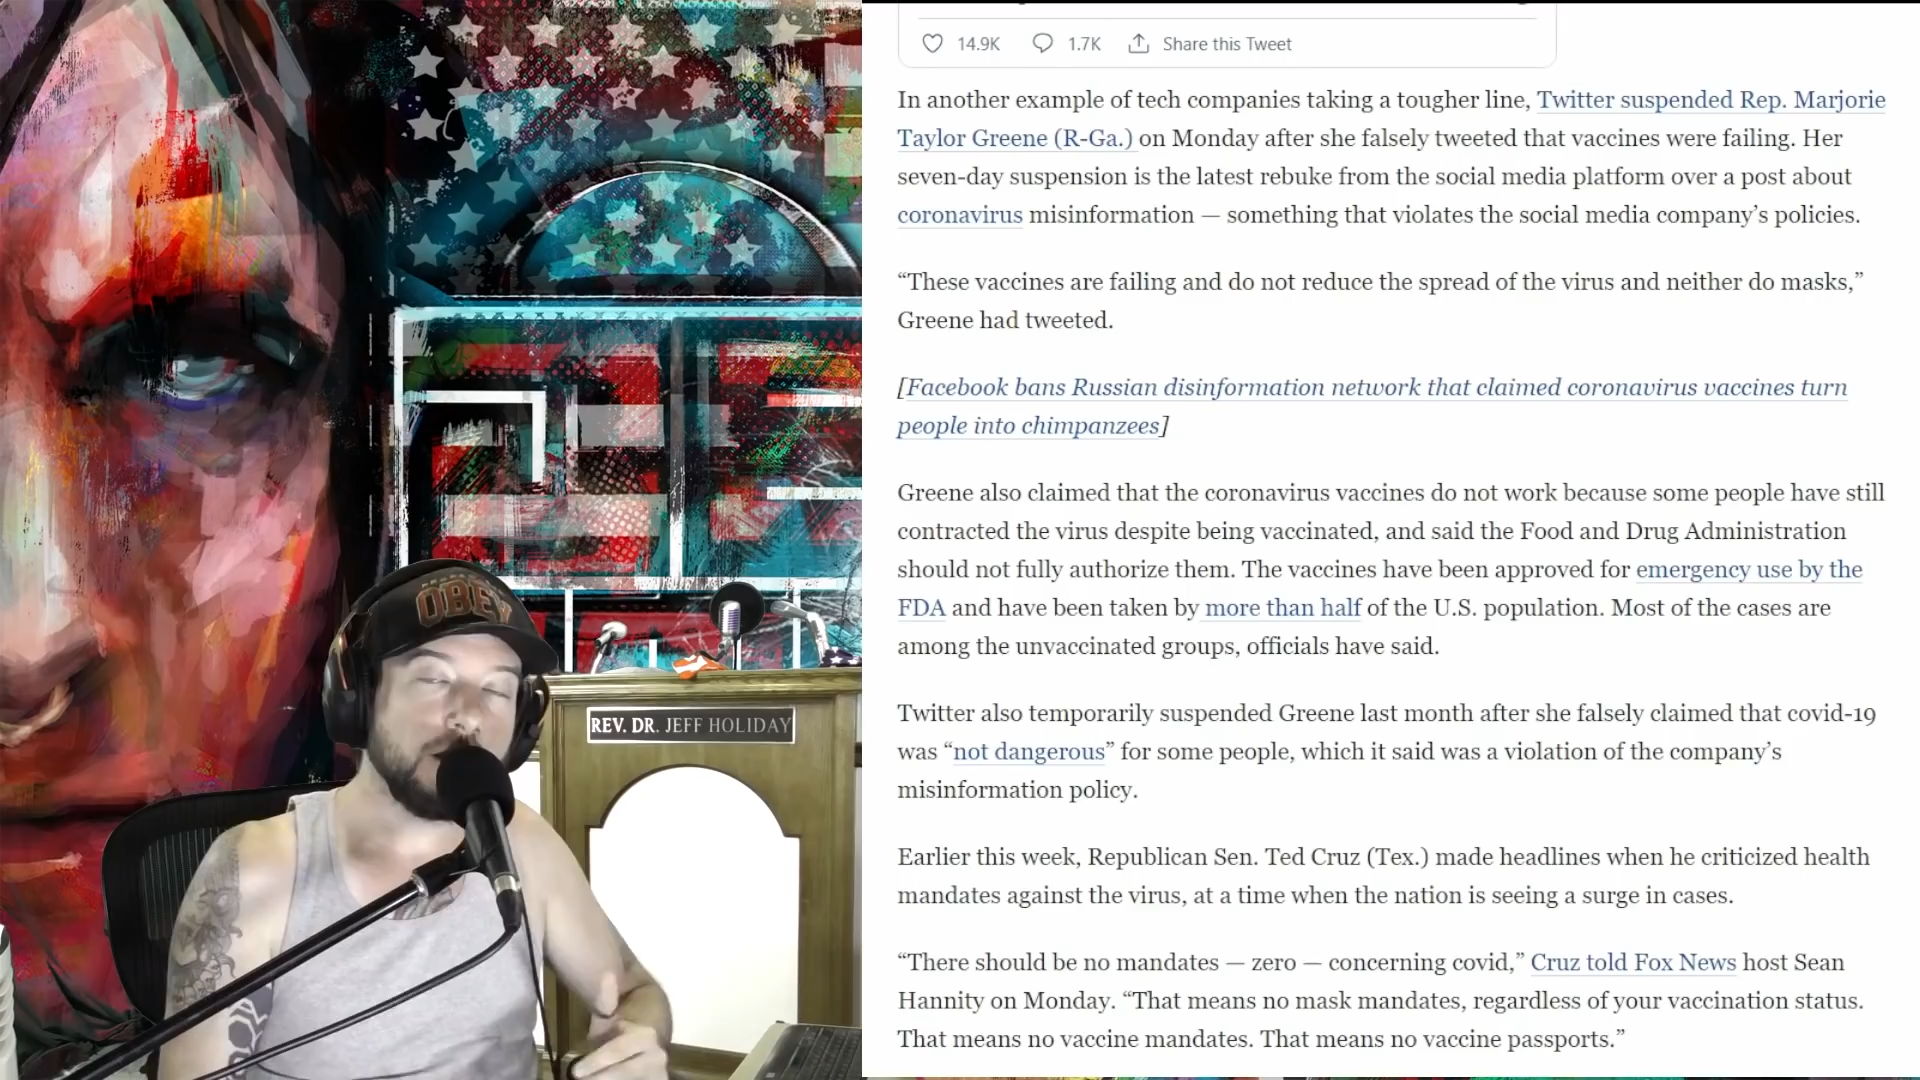 14.9K 1.7K Share this Tweet
In another example of tech companies taking a tougher line, Twitter suspended Rep. Marjorie
Taylor Greene (R-Ga.) on Monday after she falsely tweeted that vaccines were failing. Her
seven-day suspension is the latest rebuke from the social media platform over a post about
coronavirus misinformation — something that violates the social media company’s policies.
“These vaccines are failing and do not reduce the spread of the virus and neither do masks,”
Greene had tweeted.
[Facebook bans Russian disinformation network that claimed coronavirus vaccines turn
people into chimpanzees]
Greene also claimed that the coronavirus vaccines do not work because some people have still
contracted the virus despite being vaccinated, and said the Food and Drug Administration
should not fully authorize them. The vaccines have been approved for emergency use by the
FDA and have been taken by more than half of the U.S. population. Most of the cases are
among the unvaccinated groups, officials have said.
Twitter also temporarily suspended Greene last month after she falsely claimed that covid-19
was “not dangerous” for some people, which it said was a violation of the company’s
misinformation policy.
Earlier this week, Republican Sen. Ted Cruz (Tex.) made headlines when he criticized health
mandates against the virus, at a time when the nation is seeing a surge in cases.
“There should be no mandates — zero — concerning covid,” Cruz told Fox News host Sean
Hannity on Monday. “That means no mask mandates, regardless of your vaccination status.
That means no vaccine mandates. That means no vaccine passports.”
OBEY
REV. DR. JEFF HOLIDAY